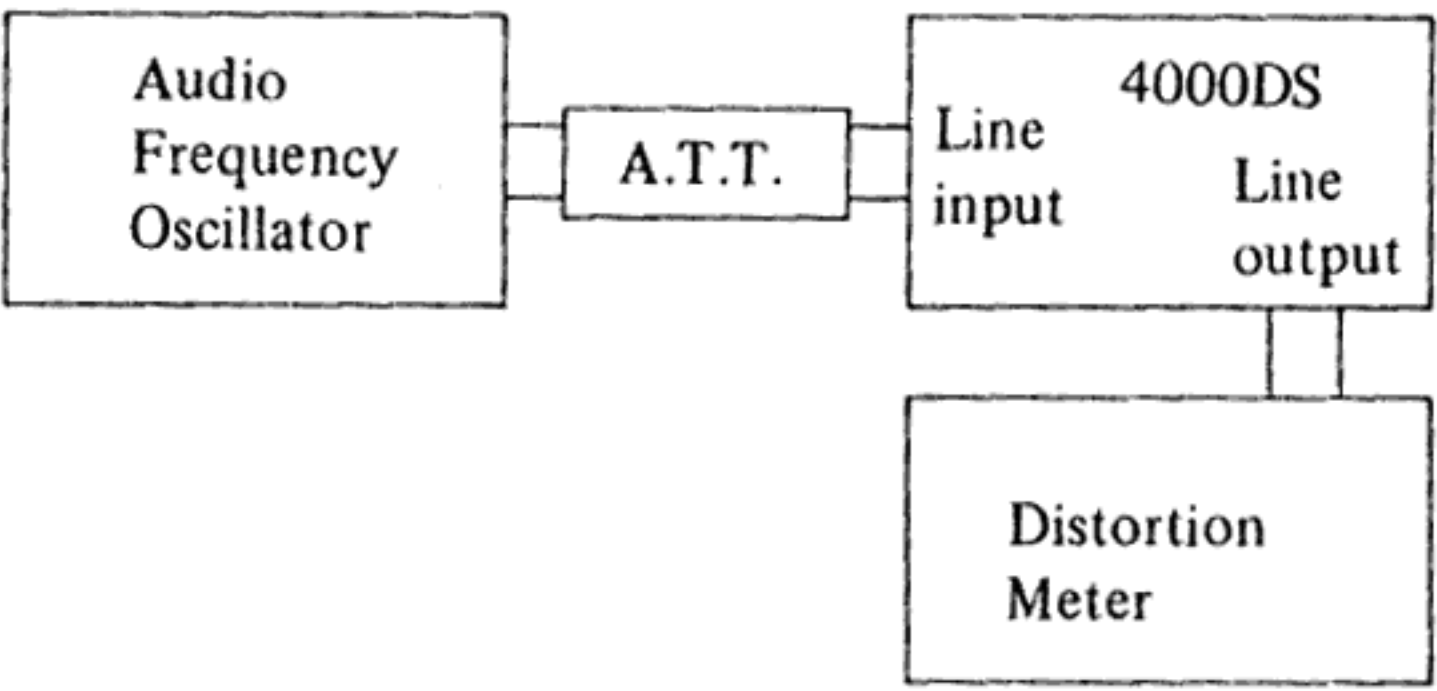 Audio
Frequency
Oscillator
A.T.T.
4000DS
Line
input
Line
output
Distortion
Meter